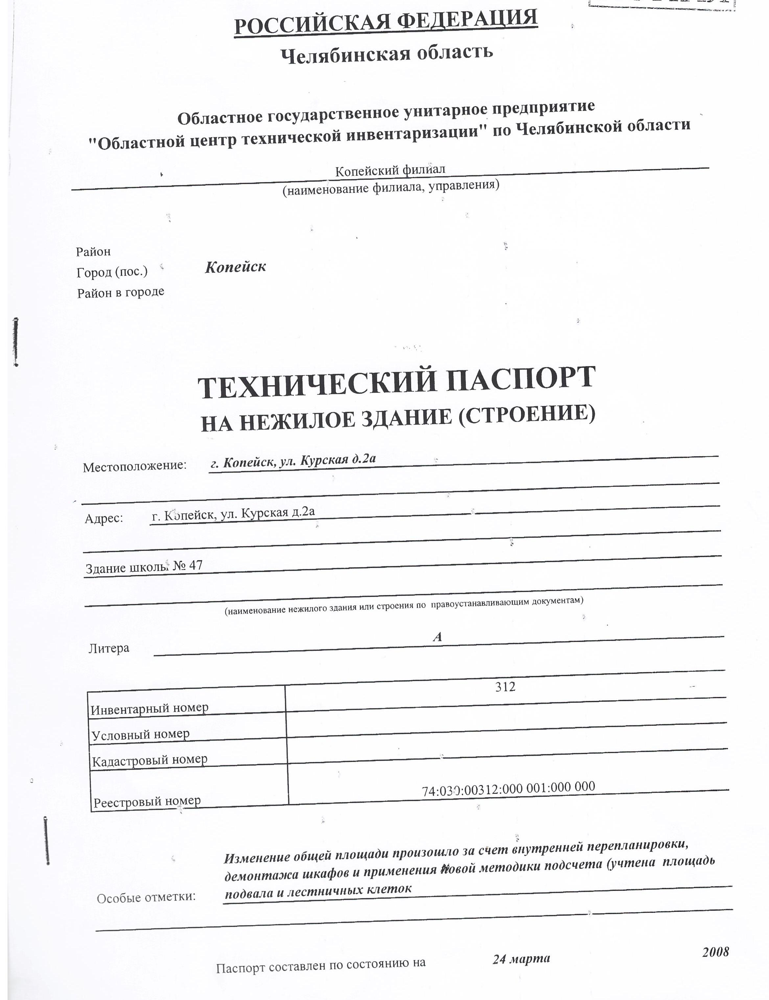 РОССИЙСКАЯ ФЕДЕРАЦИЯ
Челябинская область
Областное государственное унитарное предприятие
"Областной центр технической инвентаризации" по Челябинской области
Копейский филиал
(наименование филиала, управления)
Район
Город (пос.) Копейск
Район в городе
ТЕХНИЧЕСКИЙ ПАСПОРТ
НА НЕЖИЛОЕ ЗДАНИЕ (СТРОЕНИЕ)
Местоположение: г. Копейск, ул. Курская д.2а
Адрес: г. Копейск, ул. Курская д.2а
Здание школы № 47
(наименование нежилого здания или строения по правоустанавливающим документам)
Литера А
Инвентарный номер 312
Условный номер
Кадастровый номер
Реестровый номер 74:030:00312:000 001:000 000
Изменение общей площади произошло за счет внутренней перепланировки,
демонтажа шкафов и применения новой методики подсчета (учтена площадь
Особые отметки: подвала и лестничных клеток
Паспорт составлен по состоянию на 24 марта 2008